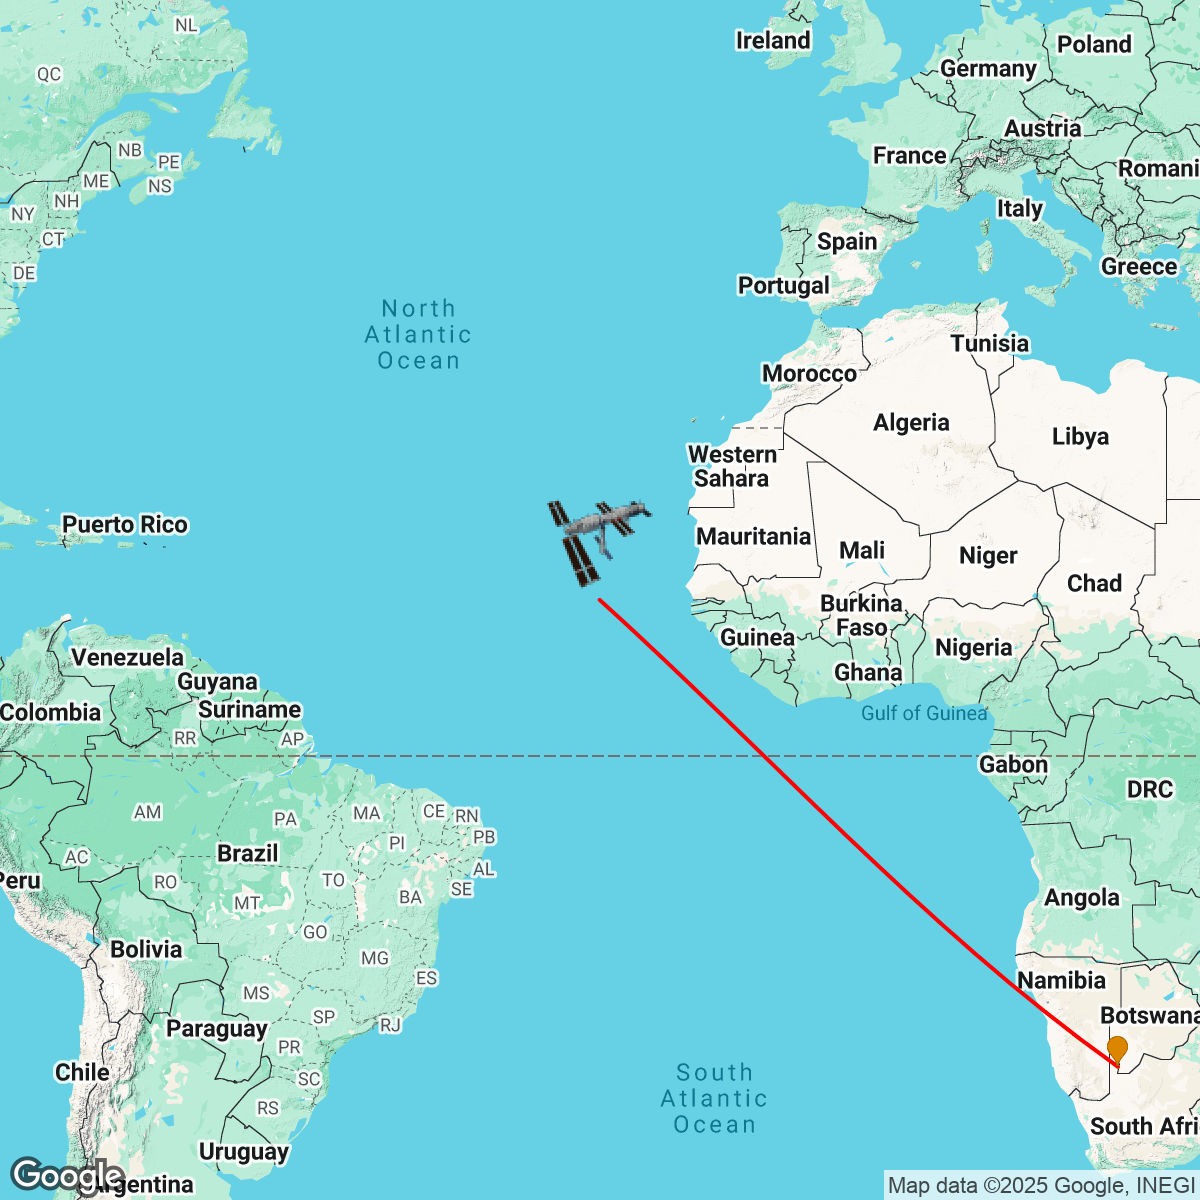 NL
Ireland
Poland
QC
Germany
Austria
NB
PE
France
ME
NS
Romani
NH
NY
Italy
CT
Spain
DE
Greece
Portugal
North
Atlantic
Ocean
Tunisia
Morocco
Algeria
Libya
Western
Sahara
Puerto Rico
Mauritania
Mali
Niger
Chad
Burkina
Faso
Guinea
Nigeria
Venezuela
Ghana
Guyana
Suriname
Colombia
Gulf of Guinea
RR
AP
Gabon
DRC
AM
PA
MA
CE
RN
PB
PI
Brazil
AC
AL
Peru
RO
TO
SE
MT
BA
Angola
GO
Bolivia
MG
ES
Namibia
MS
SP
RJ
Botswana
Paraguay
PR
Chile
SC
South
Atlantic
Ocean
RS
South Afri
Uruguay
Google
Argentina
Map data ©2025 Google, INEGI